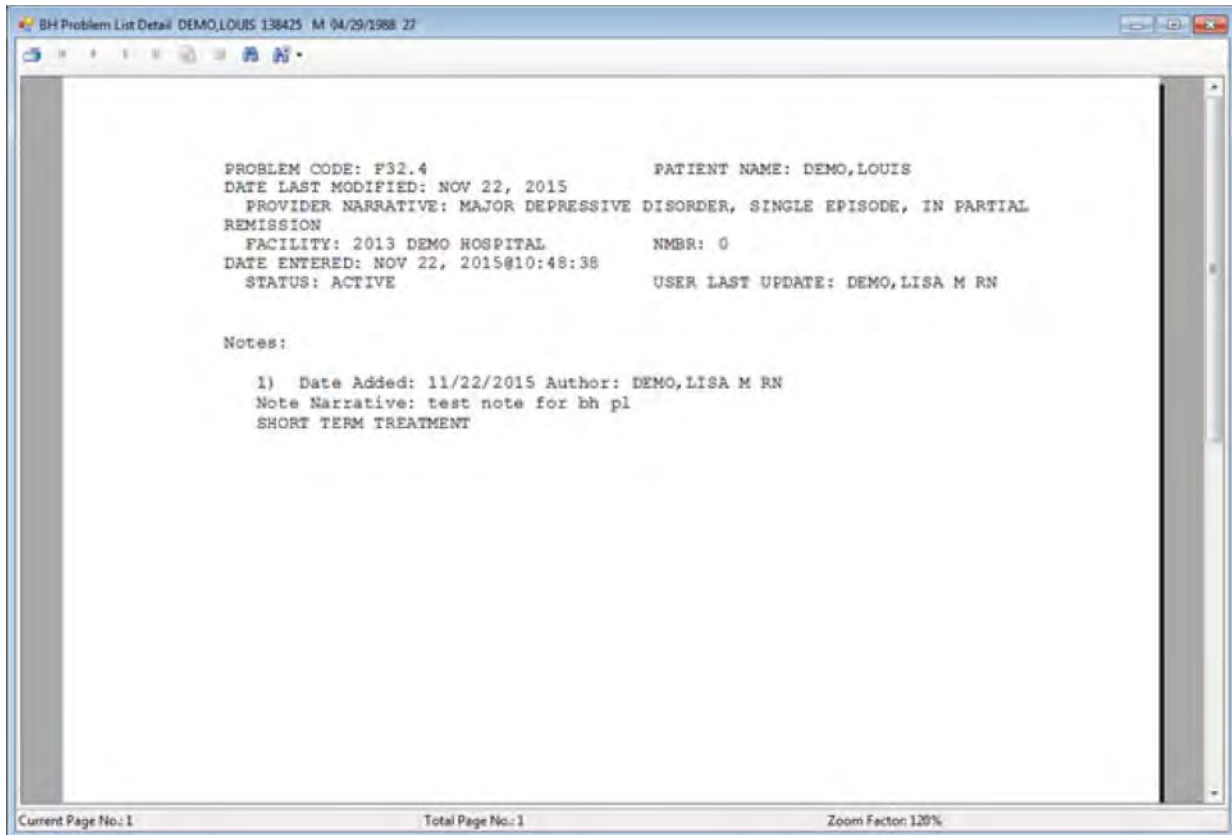 BH Problem List Detail DEMO,LOUIS 138425 M 04/29/1988 27
PROBLEM CODE: F32.4 PATIENT NAME: DEMO,LOUIS
DATE LAST MODIFIED: NOV 22, 2015
PROVIDER NARRATIVE: MAJOR DEPRESSIVE DISORDER, SINGLE EPISODE, IN PARTIAL
REMISSION
FACILITY: 2013 DEMO HOSPITAL NMBR: 0
DATE ENTERED: NOV 22, 2015@10:48:38
STATUS: ACTIVE USER LAST UPDATE: DEMO,LISA M RN
Notes:
1) Date Added: 11/22/2015 Author: DEMO,LISA M RN
Note Narrative: test note for bh pl
SHORT TERM TREATMENT
Current Page No.: 1 Total Page No.: 1 Zoom Factor: 120%